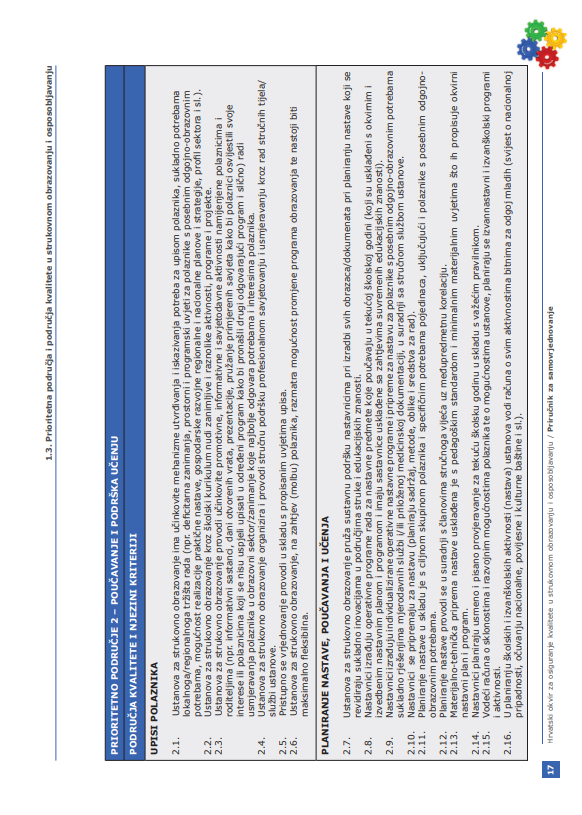 1.3. Prioritetna područja i područja kvalitete u strukovnom obrazovanju i osposobljavanju
PRIORITETNO PODRUČJE 2 – POUČAVANJE I PODRŠKA UČENJU
PODRUČJA KVALITETE I NJEZINI KRITERIJI
UPISI POLAZNIKA
2.1. Ustanova za strukovno obrazovanje ima učinkovite mehanizme utvrđivanja i iskazivanja potreba za upisom polaznika, sukladno potrebama
lokalnoga/regionalnoga tržišta rada (npr. deficitarna zanimanja, prostorni i programski uvjeti za polaznike s posebnim odgojno-obrazovnim
potrebama, mogućnost realizacije praktične nastave, gospodarske razvojne regionalne i nacionalne planove i strategije, profil sektora i sl.).
2.2. Ustanova za strukovno obrazovanje kroz školski kurikulum nudi zanimljive i raznolike aktivnosti, programe i projekte.
2.3. Ustanova za strukovno obrazovanje provodi učinkovite promotivne, informativne i savjetodavne aktivnosti namijenjene polaznicima i
roditeljima (npr. informativni sastanci, dani otvorenih vrata, prezentacije, pružanje primjerenih savjeta kako bi polaznici osvijestili svoje
interese ili polaznicima koji se nisu uspjeli upisati u određeni program kako bi pronašli drugi odgovarajući program i slično) radi
usmjeravanja polaznika u obrazovni sektor/zanimanje koje najbolje odgovara potrebama i interesima polaznika.
2.4. Ustanova za strukovno obrazovanje organizira i provodi stručnu podršku profesionalnom savjetovanju i usmjeravanju kroz rad stručnih tijela/
službi ustanove.
2.5. Pristupno se vrjednovanje provodi u skladu s propisanim uvjetima upisa.
2.6. Ustanova za strukovno obrazovanje, na zahtjev (molbu) polaznika, razmatra mogućnost promjene programa obrazovanja te nastoji biti
maksimalno fleksibilna.
PLANIRANJE NASTAVE, POUČAVANJA I UČENJA
2.7. Ustanova za strukovno obrazovanje pruža sustavnu podršku nastavnicima pri izradbi svih obrazaca/dokumenata pri planiranju nastave koji se
revidiraju sukladno inovacijama u područjima struke i edukacijskih znanosti.
2.8. Nastavnici izrađuju operativne programe rada za nastavne predmete koje poučavaju u tekućoj školskoj godini (koji su usklađeni s okvirnim i
izvedbenim nastavnim planom i programom i imaju sastavnice usklađene sa zahtjevima suvremenih edukacijskih znanosti).
2.9. Nastavnici izrađuju individualizirane operativne nastavne programe i pripreme za nastavu za polaznike s posebnim odgojno-obrazovnim potrebama
sukladno rješenjima mjerodavnih službi i/ili priloženoj medicinskoj dokumentaciji, u suradnji sa stručnom službom ustanove.
2.10. Nastavnici se pripremaju za nastavu (planiraju sadržaj, metode, oblike i sredstva za rad).
2.11. Planiranje nastave u skladu je s ciljnom skupinom polaznika i specifičnim potrebama pojedinaca, uključujući i polaznike s posebnim odgojno-
obrazovnim potrebama.
2.12. Planiranje nastave provodi se u suradnji s članovima stručnoga vijeća uz međupredmetnu korelaciju.
2.13. Materijalno-tehnička priprema nastave usklađena je s pedagoškim standardom i minimalnim materijalnim uvjetima što ih propisuje okvirni
nastavni plan i program.
2.14. Nastavnici planiraju usmeno i pisano provjeravanje za tekuću školsku godinu u skladu s važećim pravilnikom.
2.15. Vodeći računa o sklonostima i razvojnim mogućnostima polaznika te o mogućnostima ustanove, planiraju se izvannastavni i izvanškolski programi
i aktivnosti.
2.16. U planiranju školskih i izvanškolskih aktivnosti (nastava) ustanova vodi računa o svim aktivnostima bitnima za odgoj mladih (svijest o nacionalnoj
pripadnosti, očuvanju nacionalne, povijesne i kulturne baštine i sl.).
17 Hrvatski okvir za osiguranje kvalitete u strukovnom obrazovanju i osposobljavanju / Priručnik za samovrjednovanje